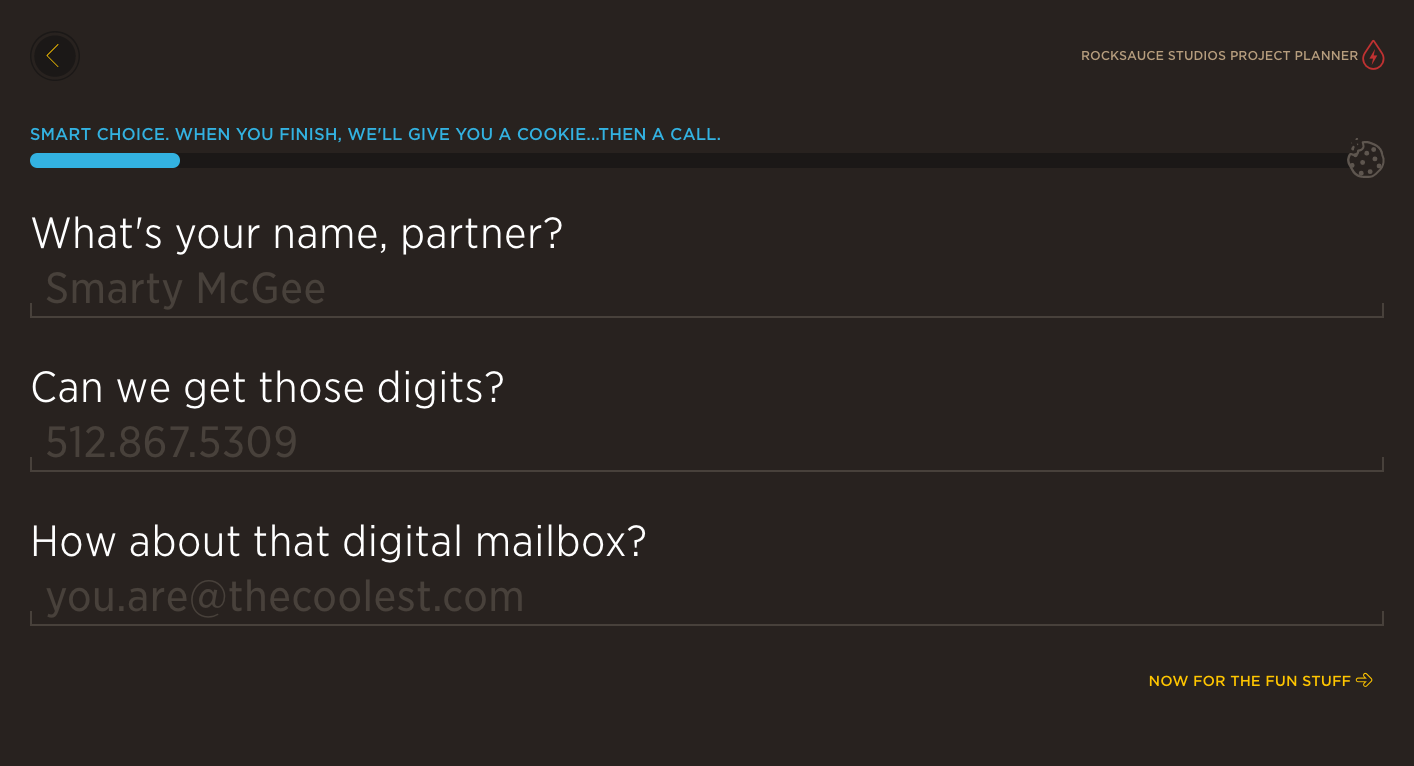 ROCKSAUCE STUDIOS PROJECT PLANNER
SMART CHOICE. WHEN YOU FINISH, WE'LL GIVE YOU A COOKIE...THEN A CALL.
What's your name, partner?
Smarty McGee
Can we get those digits?
512.867.5309
How about that digital mailbox?
you.are@thecoolest.com
NOW FOR THE FUN STUFF